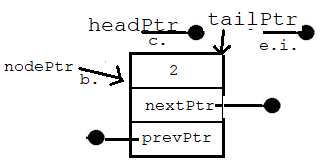 headPtr tailPtr
c. e.i.
nodePtr
b.
2
nextPtr
prevPtr